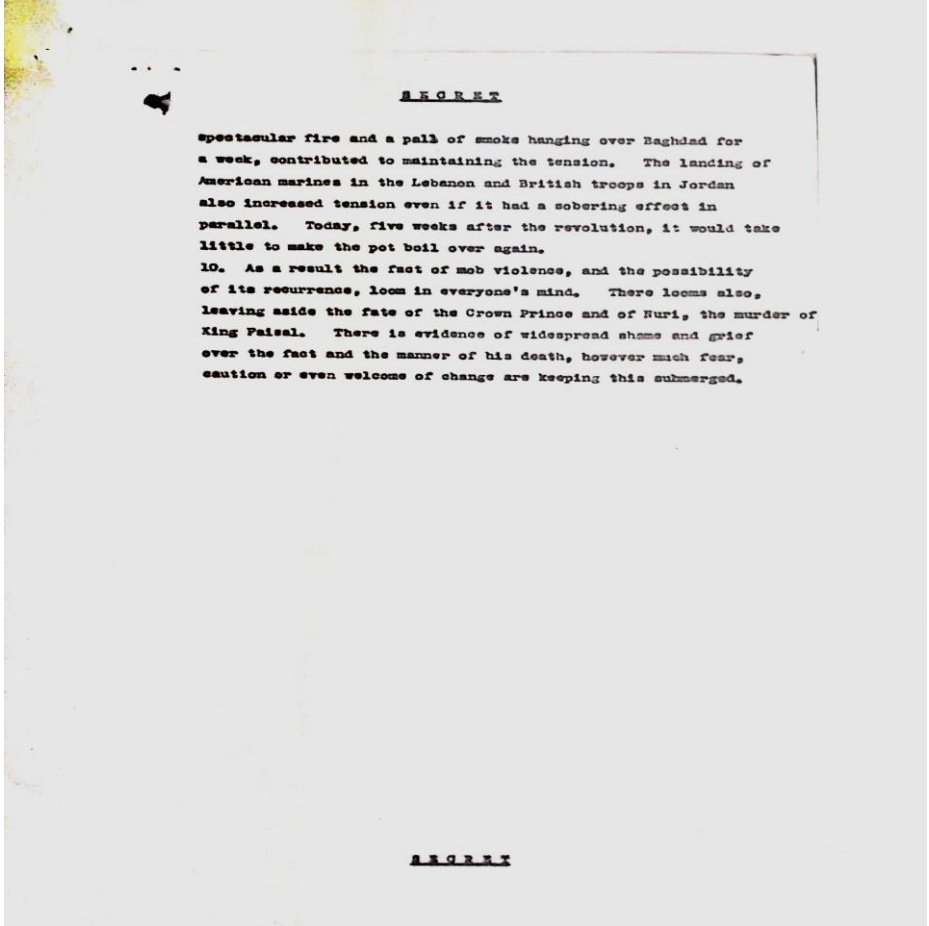 SECRET
spectacular fire and a pall of smoke hanging over Baghdad for
a week, contributed to maintaining the tension. The landing of
American marines in the Lebanon and British troops in Jordan
also increased tension even if it had a sobering effect in
parallel. Today, five weeks after the revolution, it would take
little to make the pot boil over again.
10. As a result the fact of mob violence, and the possibility
of its recurrence, loom in everyone's mind. There looms also,
leaving aside the fate of the Crown Prince and of Nuri, the murder of
King Faisal. There is evidence of widespread shame and grief
over the fact and the manner of his death, however much fear,
caution or even welcome of change are keeping this submerged.
SECRET